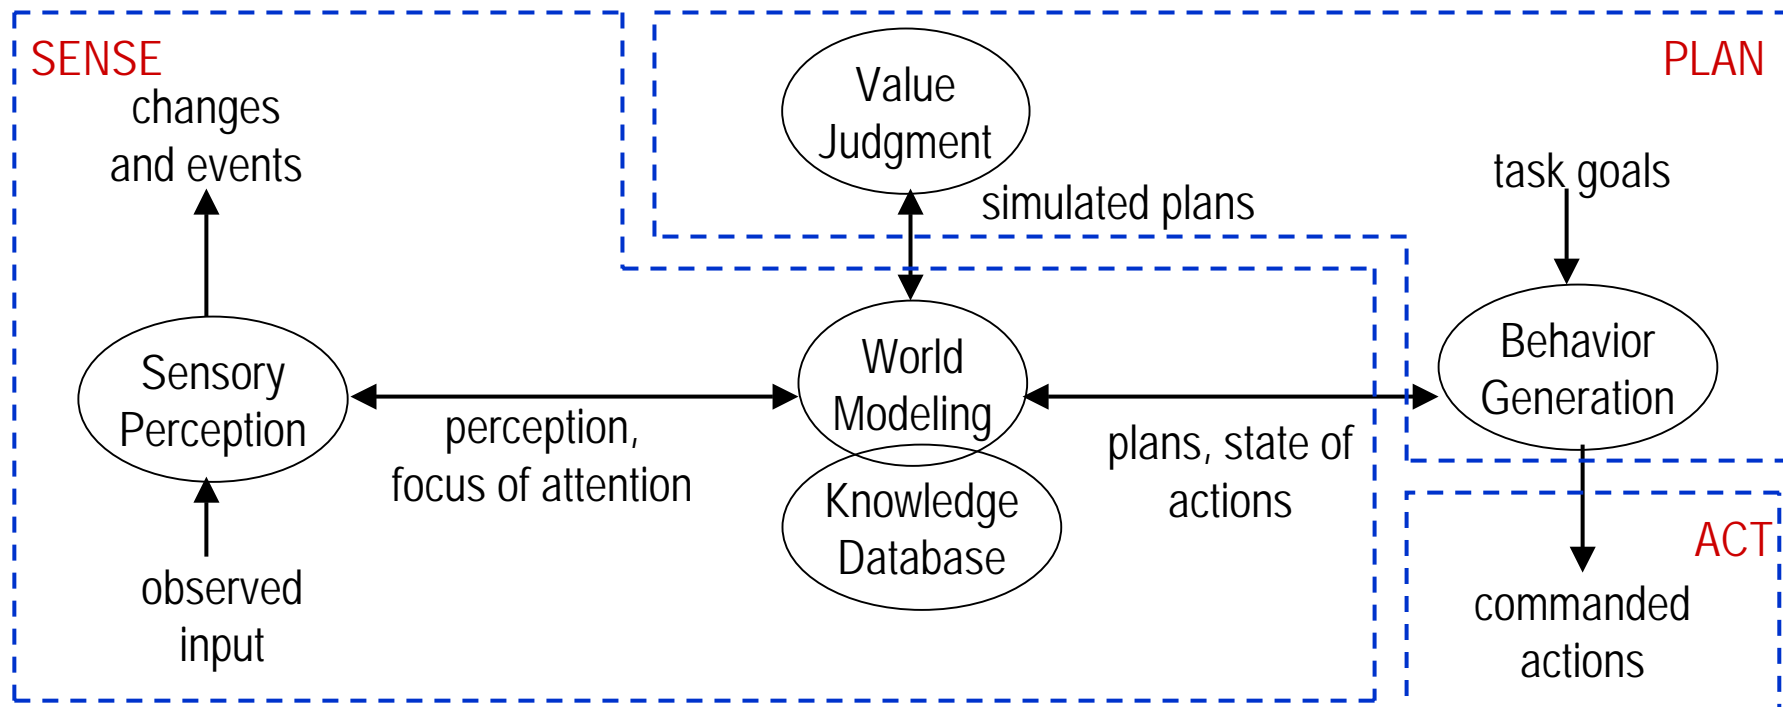 SENSE
changes
and events
Sensory
Perception
observed
input
perception,
focus of attention
Value
Judgment
simulated plans
World
Modeling
Knowledge
Database
plans, state of
actions
PLAN
task goals
Behavior
Generation
ACT
commanded
actions